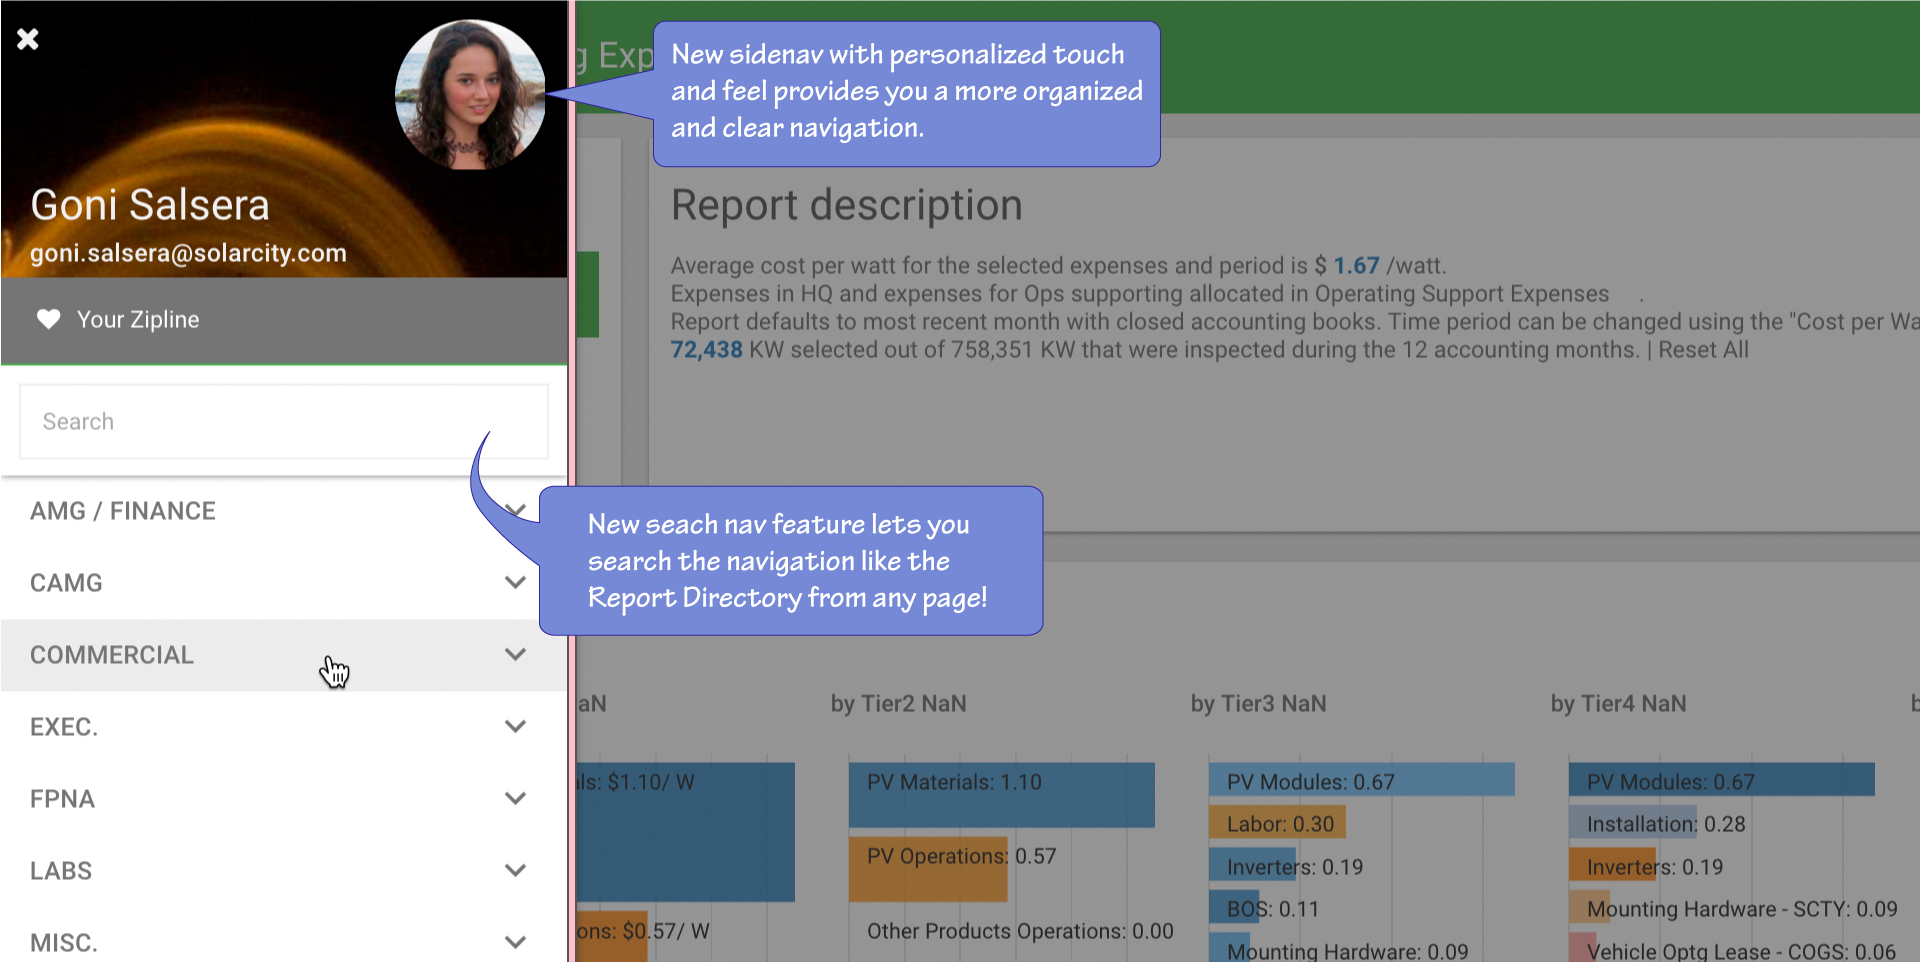 g Exp
New sidenav with personalized touch
and feel provides you a more organized
and clear navigation.
Goni Salsera
goni.salsera@solarcity.com
Your Zipline
Search
AMG / FINANCE
CAMG
COMMERCIAL
EXEC.
FPNA
LABS
MISC.
Report description
Average cost per watt for the selected expenses and period is $ 1.67 /watt.
Expenses in HQ and expenses for Ops supporting allocated in Operating Support Expenses .
Report defaults to most recent month with closed accounting books. Time period can be changed using the "Cost per Wa
72,438 KW selected out of 758,351 KW that were inspected during the 12 accounting months. | Reset All
New seach nav feature lets you
search the navigation like the
Report Directory from any page!
aN
ls: $1.10/ W
ons: $0.57/ W
by Tier2 NaN
PV Materials: 1.10
PV Operations: 0.57
Other Products Operations: 0.00
by Tier3 NaN
PV Modules: 0.67
Labor: 0.30
Inverters: 0.19
BOS: 0.11
Mounting Hardware: 0.09
by Tier4 NaN
PV Modules: 0.67
Installation: 0.28
Inverters: 0.19
Mounting Hardware - SCTY: 0.09
Vehicle Optg Lease - COGS: 0.06
b